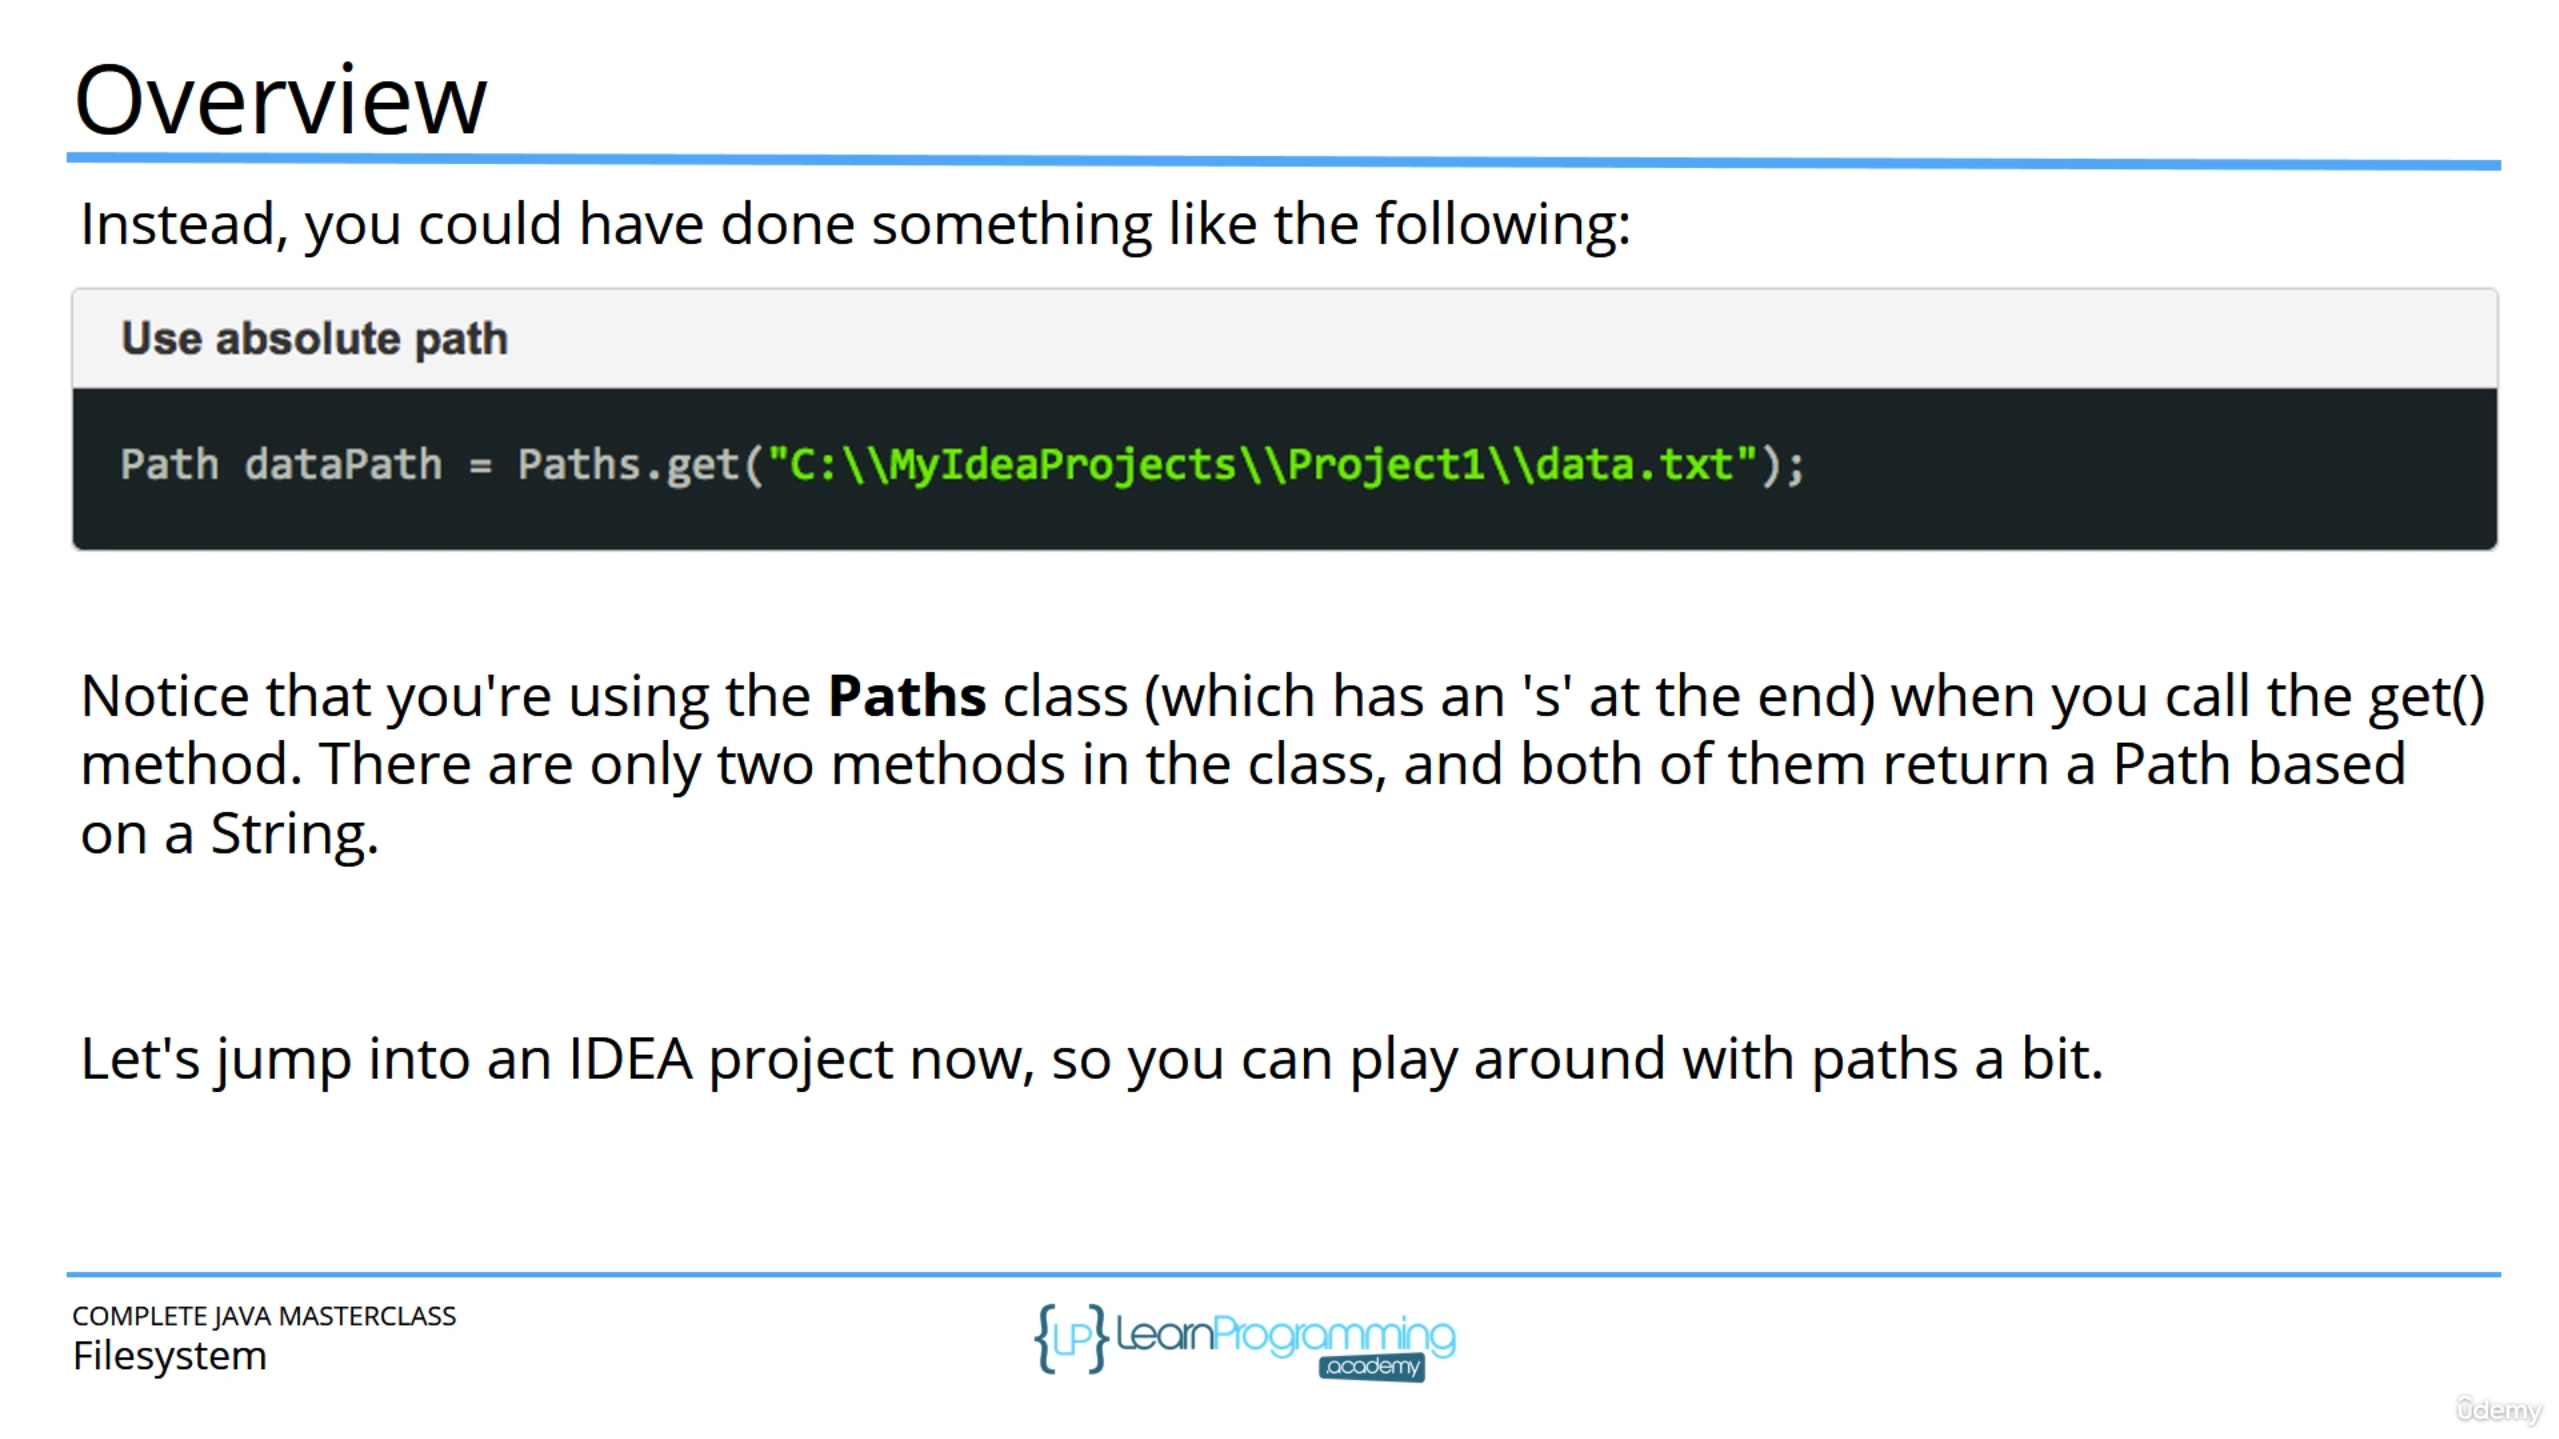 Overview
Instead, you could have done something like the following:
Use absolute path
Path dataPath = Paths.get("C:\\MyIdeaProjects\\Project1\\data.txt");
Notice that you're using the Paths class (which has an 's' at the end) when you call the get()
method. There are only two methods in the class, and both of them return a Path based
on a String.
Let's jump into an IDEA project now, so you can play around with paths a bit.
COMPLETE JAVA MASTERCLASS
Filesystem
{LP} LearnProgramming
.academy
ûdemy